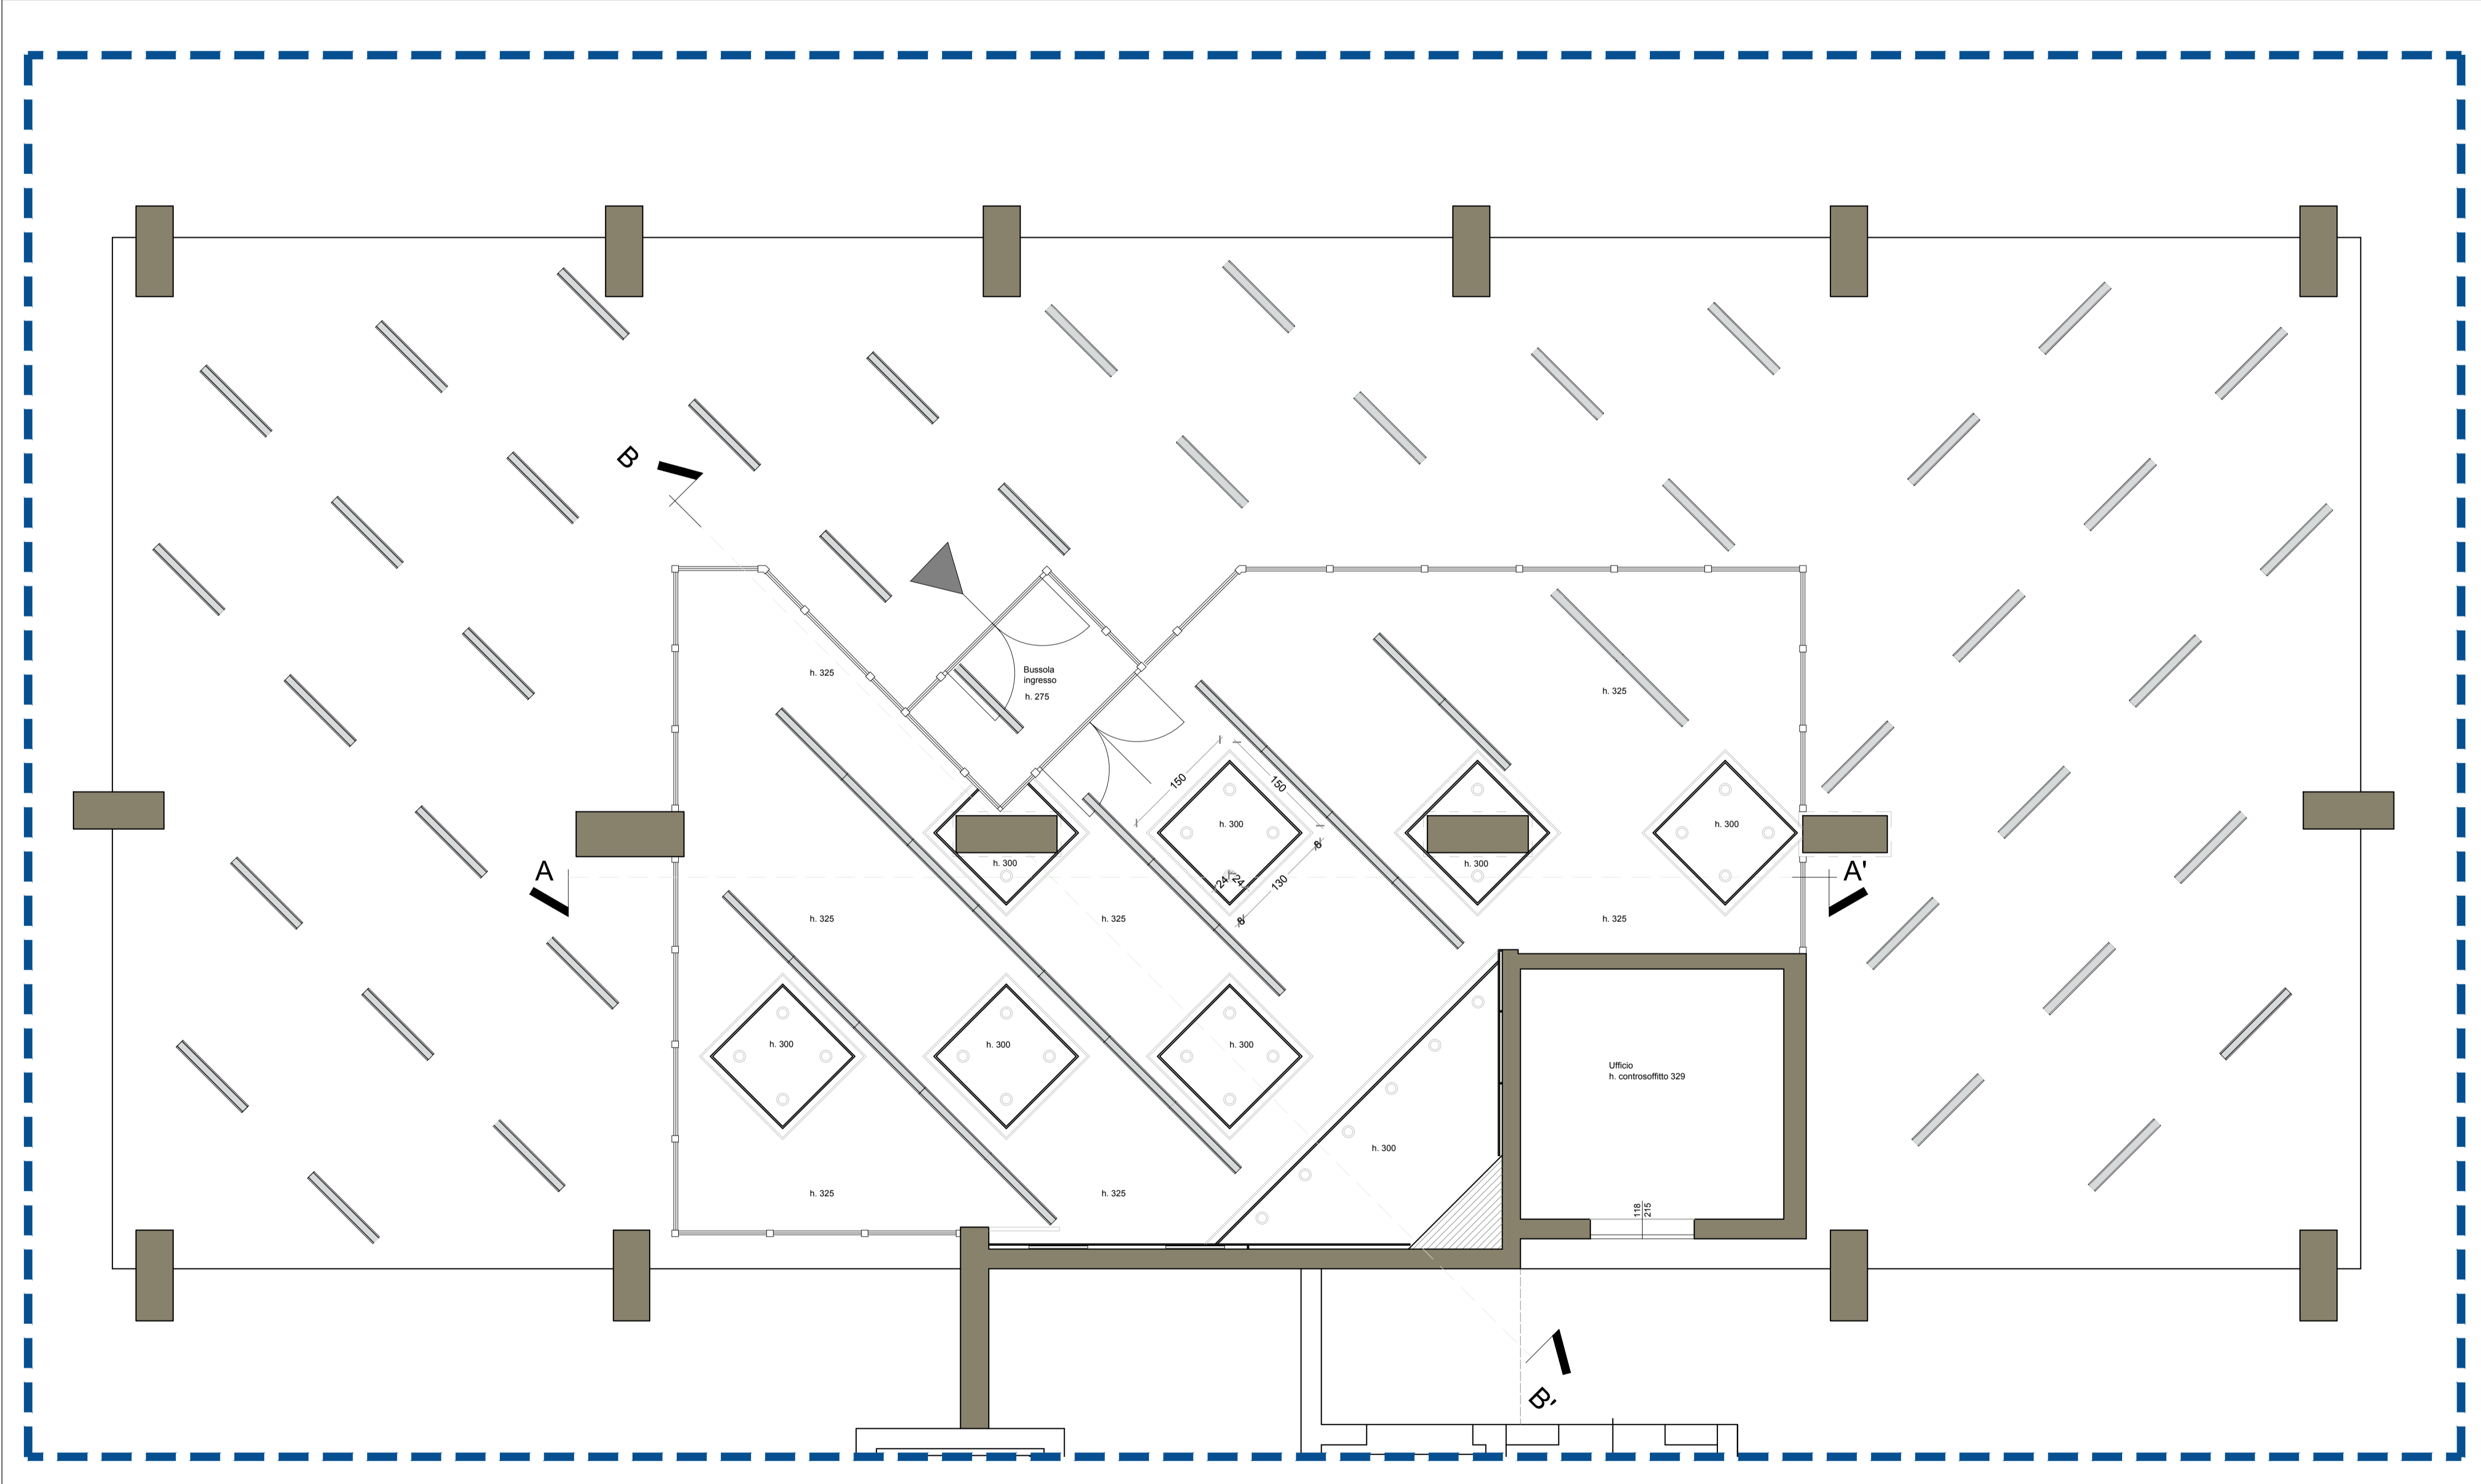 B
Bussola
ingresso
h. 275
h. 325
h. 325
150
150
h. 300
h. 300
8
h. 300
h. 300
A
A'
24
24
130
8
h. 325
h. 325
h. 325
h. 300
h. 300
h. 300
Ufficio
h. controsoffitto 329
h. 300
h. 325
h. 325
118
215
B'